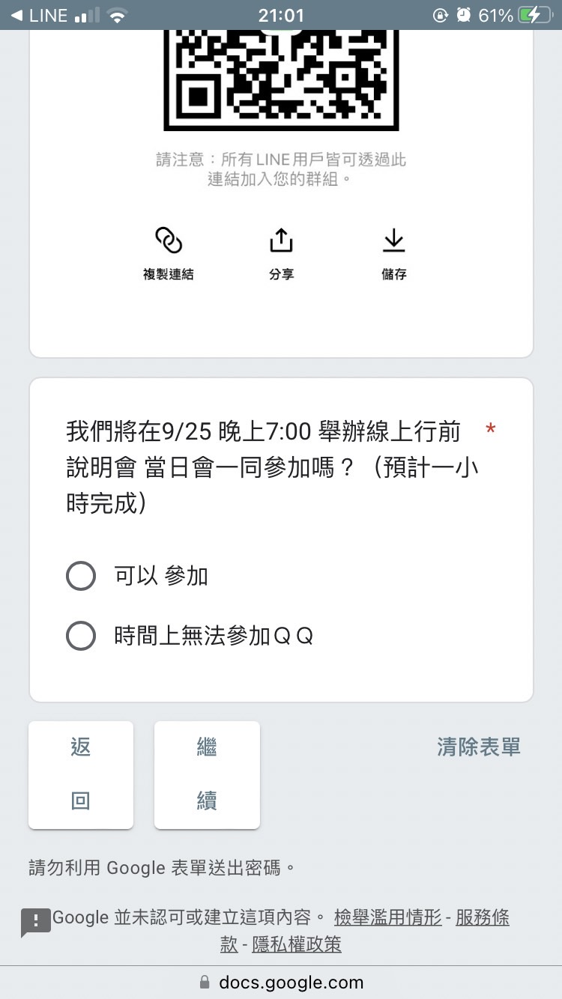 LINE 21:01 61%
請注意：所有LINE用戶皆可透過此
連結加入您的群組。
複製連結 分享 儲存
我們將在9/25 晚上7:00 舉辦線上行前 *
說明會 當日會一同參加嗎？（預計一小
時完成）
可以 參加
時間上無法參加ＱＱ
返 繼 清除表單
回 續
請勿利用 Google 表單送出密碼。
Google 並未認可或建立這項內容。 檢舉濫用情形 - 服務條
款 - 隱私權政策
docs.google.com